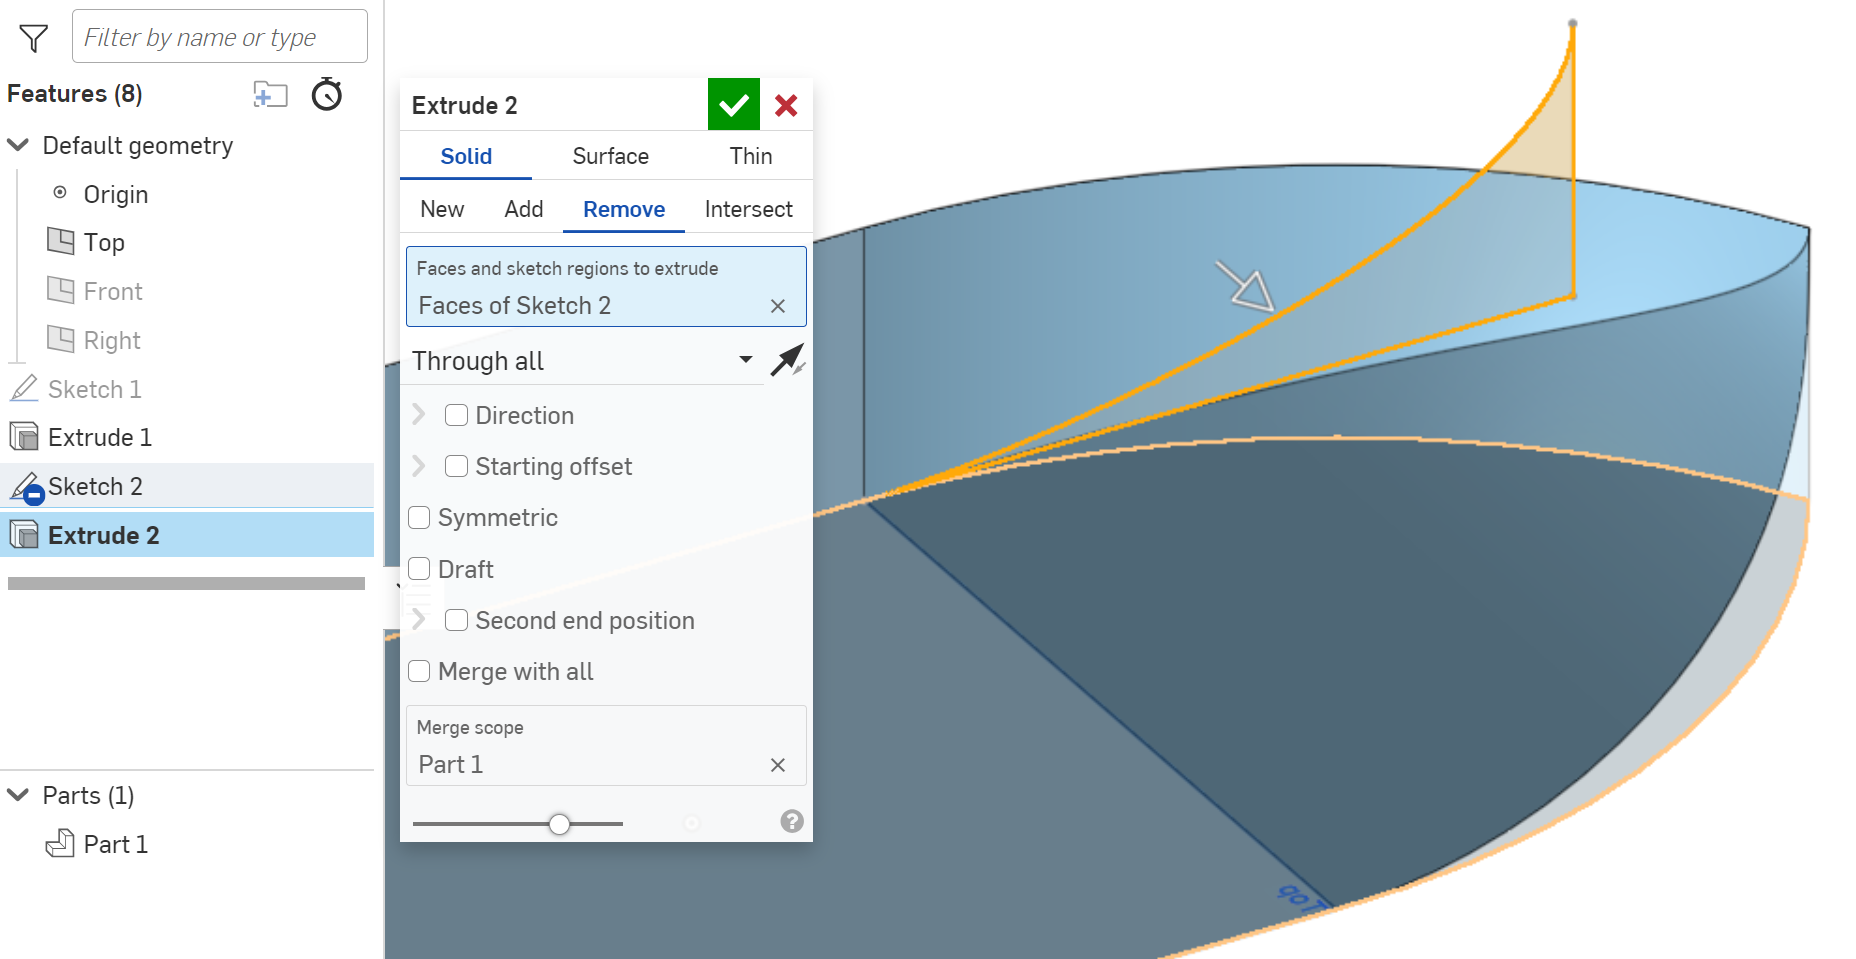 Filter by name or type
Features (8)
Default geometry
Origin
Top
Front
Right
Sketch 1
Extrude 1
Sketch 2
Extrude 2
Parts (1)
Part 1
Extrude 2
Solid Surface Thin
New Add Remove Intersect
Faces and sketch regions to extrude
Faces of Sketch 2
Through all
Direction
Starting offset
Symmetric
Draft
Second end position
Merge with all
Merge scope
Part 1
?
Top